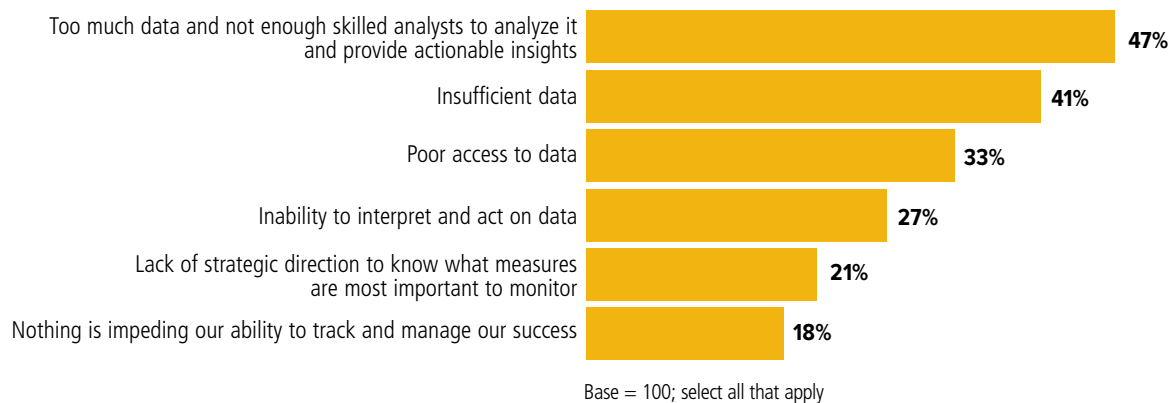 Too much data and not enough skilled analysts to analyze it
and provide actionable insights
47%
Insufficient data
41%
Poor access to data
33%
Inability to interpret and act on data
27%
Lack of strategic direction to know what measures
are most important to monitor
21%
Nothing is impeding our ability to track and manage our success
18%
Base = 100; select all that apply